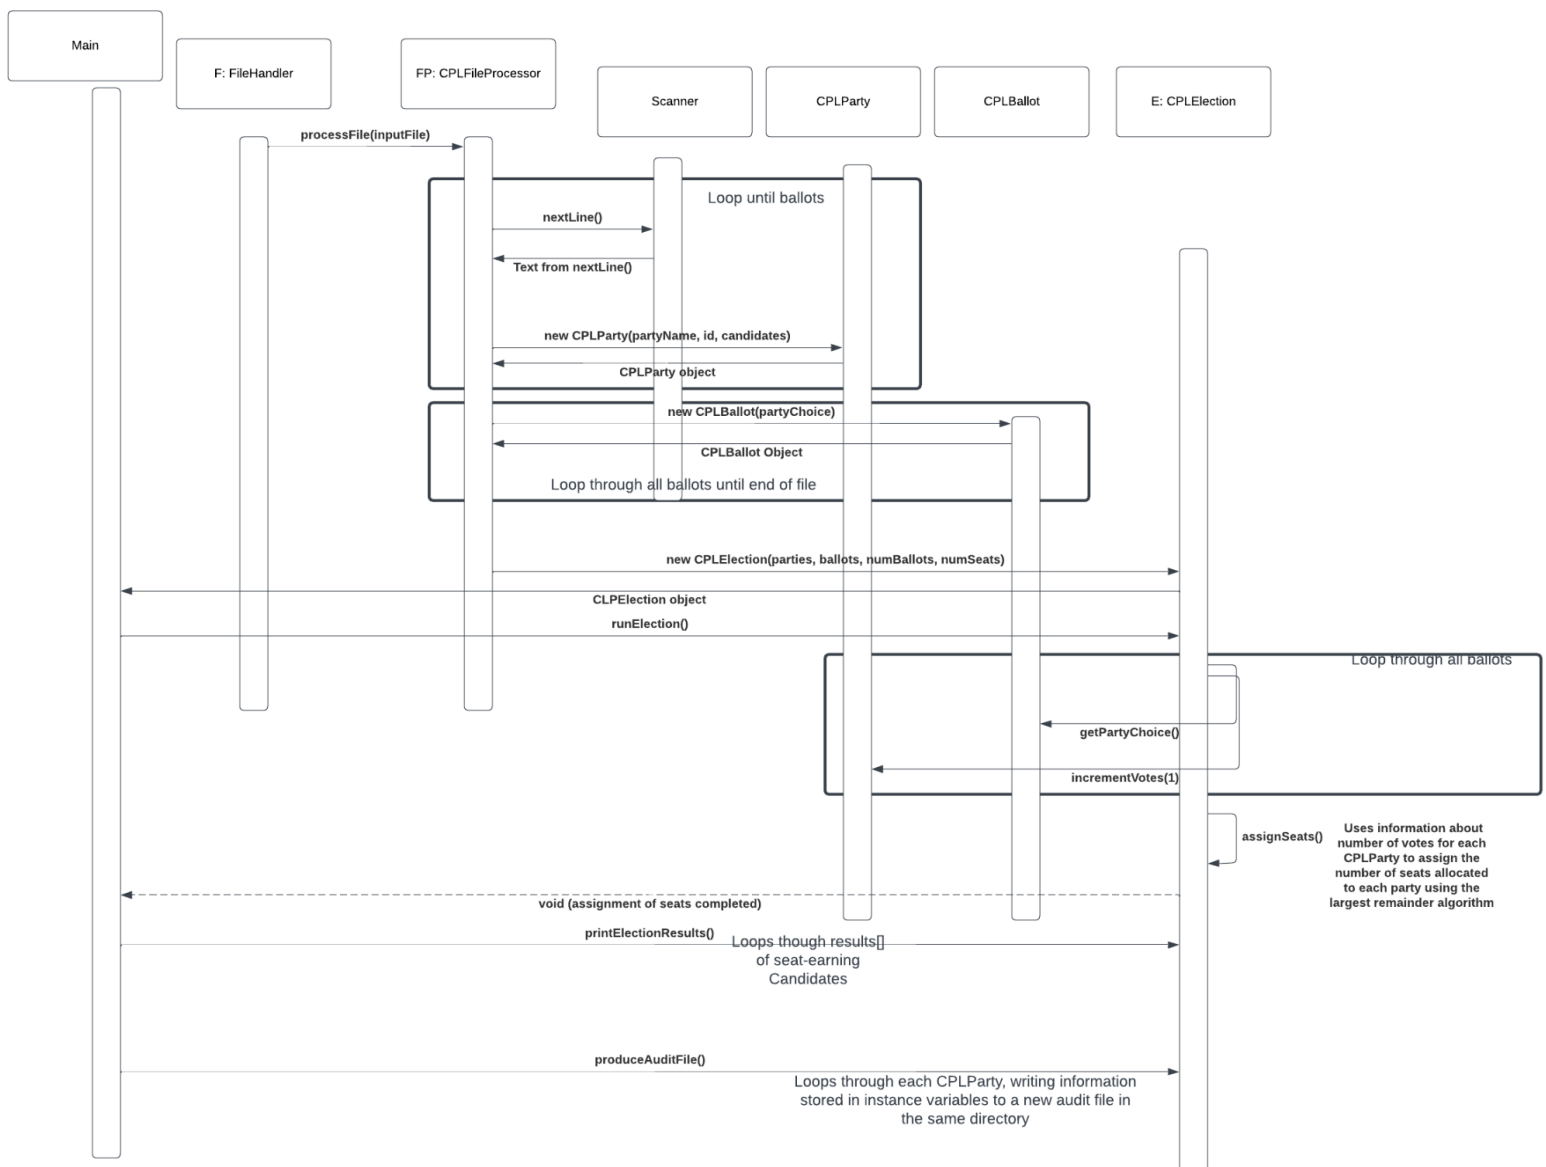 Main
F: FileHandler
FP: CPLFileProcessor
Scanner
CPLParty
CPLBallot
E: CPLElection
processFile(inputFile)
Loop until ballots
nextLine()
Text from nextLine()
new CPLParty(partyName, id, candidates)
CPLParty object
new CPLBallot(partyChoice)
CPLBallot Object
Loop through all ballots until end of file
new CPLElection(parties, ballots, numBallots, numSeats)
CLPElection object
runElection()
Loop through all ballots
getPartyChoice()
incrementVotes(1)
assignSeats()
Uses information about
number of votes for each
CPLParty to assign the
number of seats allocated
to each party using the
largest remainder algorithm
void (assignment of seats completed)
printElectionResults()
Loops though results[]
of seat-earning
Candidates
produceAuditFile()
Loops through each CPLParty, writing information
stored in instance variables to a new audit file in
the same directory